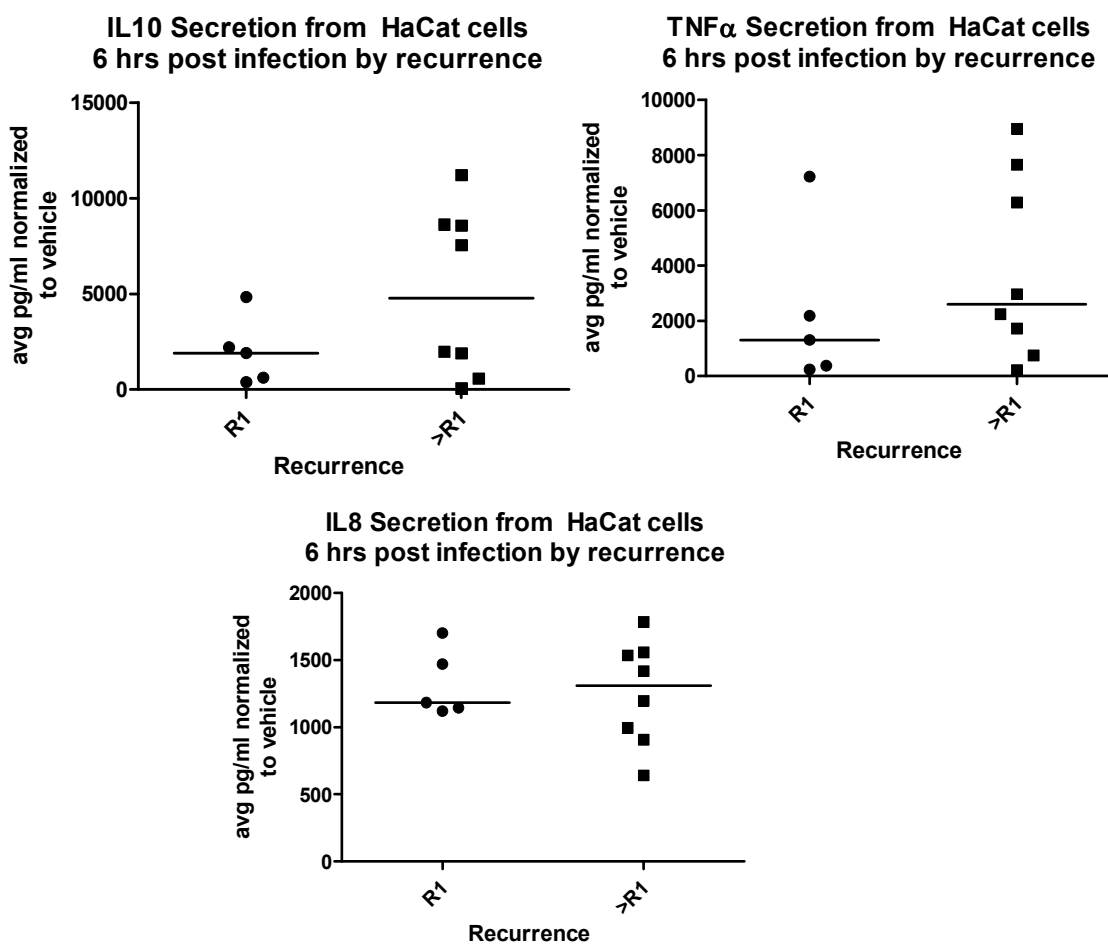 IL10 Secretion from HaCat cells
6 hrs post infection by recurrence
avg pg/ml normalized
to vehicle
15000
10000
5000
0
R1
>R1
Recurrence
TNFα Secretion from HaCat cells
6 hrs post infection by recurrence
avg pg/ml normalized
to vehicle
10000
8000
6000
4000
2000
0
R1
>R1
Recurrence
IL8 Secretion from HaCat cells
6 hrs post infection by recurrence
avg pg/ml normalized
to vehicle
2000
1500
1000
500
0
R1
>R1
Recurrence